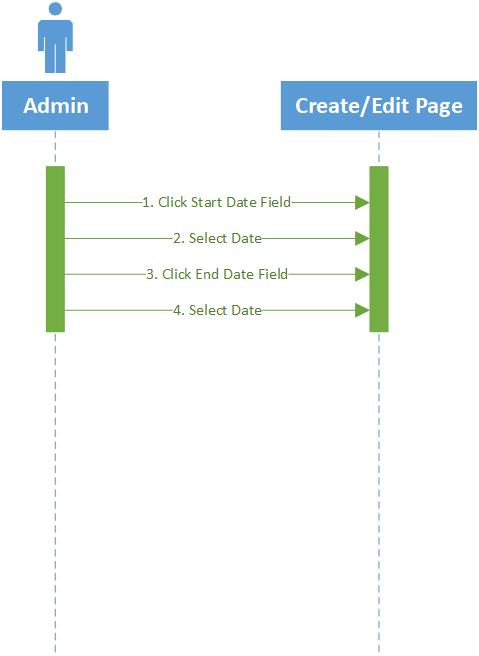 Admin
Create/Edit Page
1. Click Start Date Field
2. Select Date
3. Click End Date Field
4. Select Date